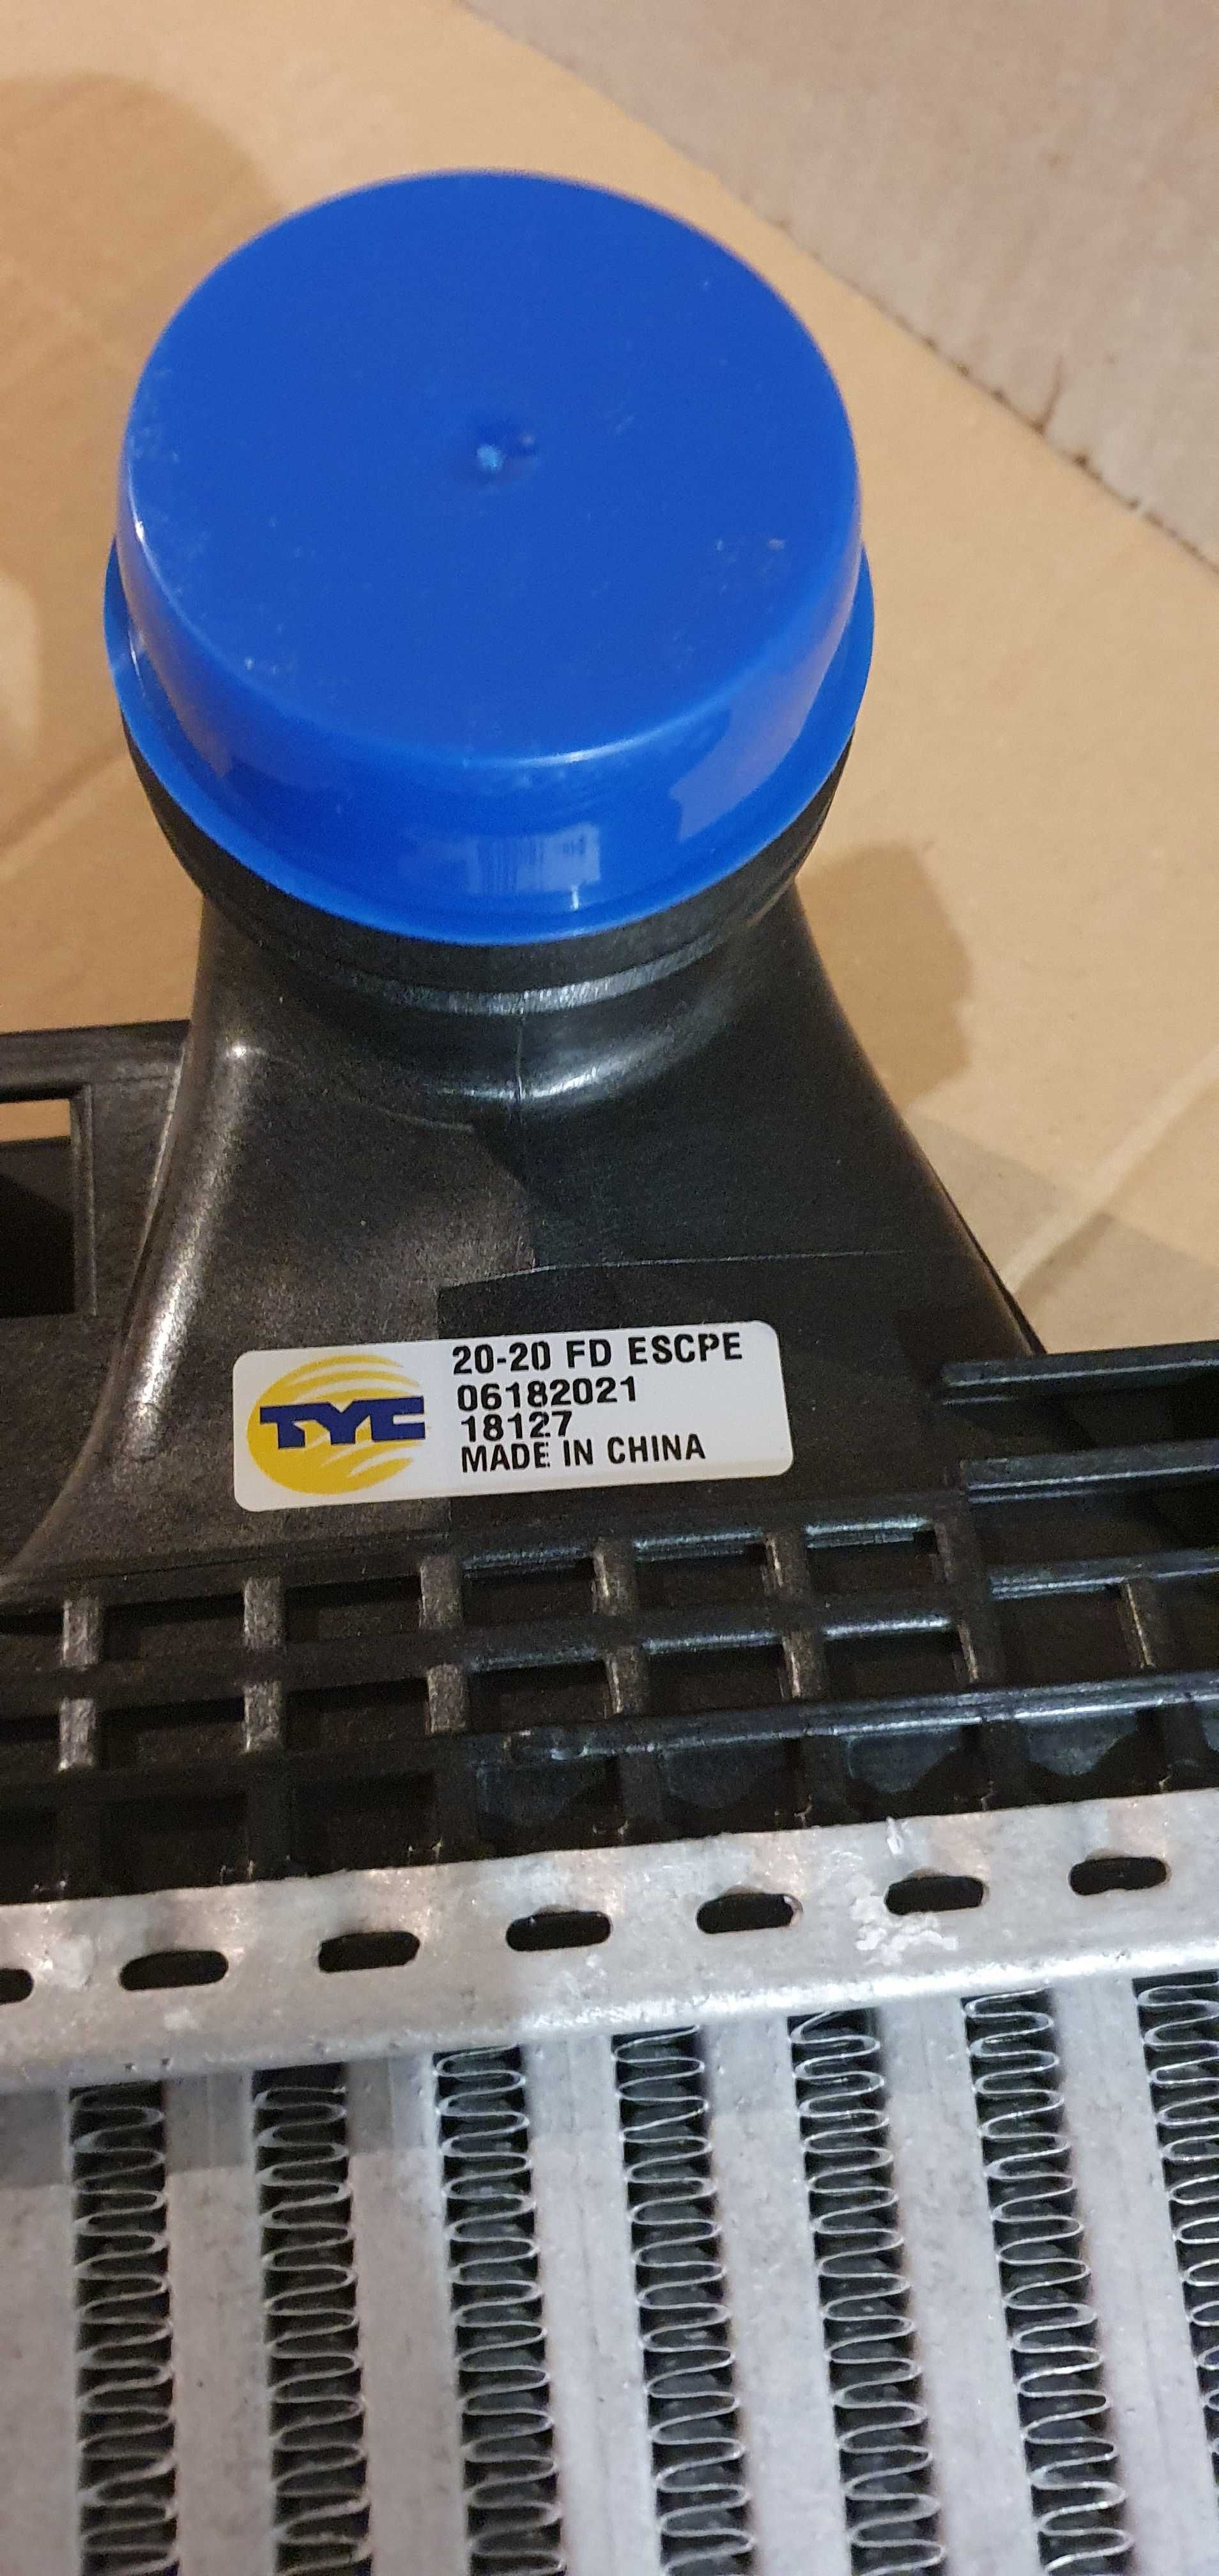 TYC
20-20 FD ESCPE
06182021
18127
MADE IN CHINA